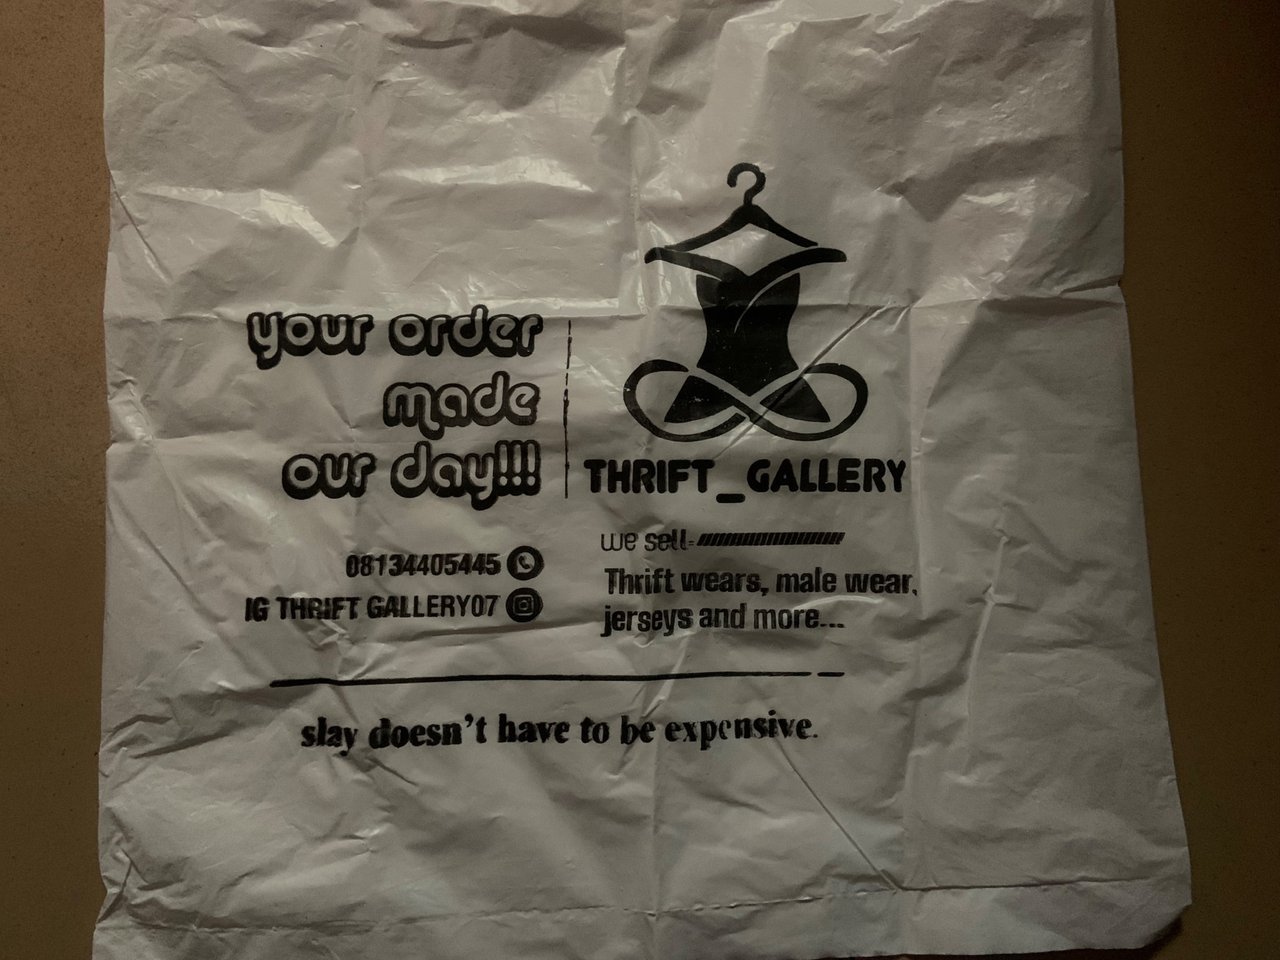 your order
made
our day!!!
08134405445
IG THRIFT GALLERY07
THRIFT_GALLERY
we sell-
Thrift wears, male wear,
jerseys and more...
slay doesn't have to be expensive.